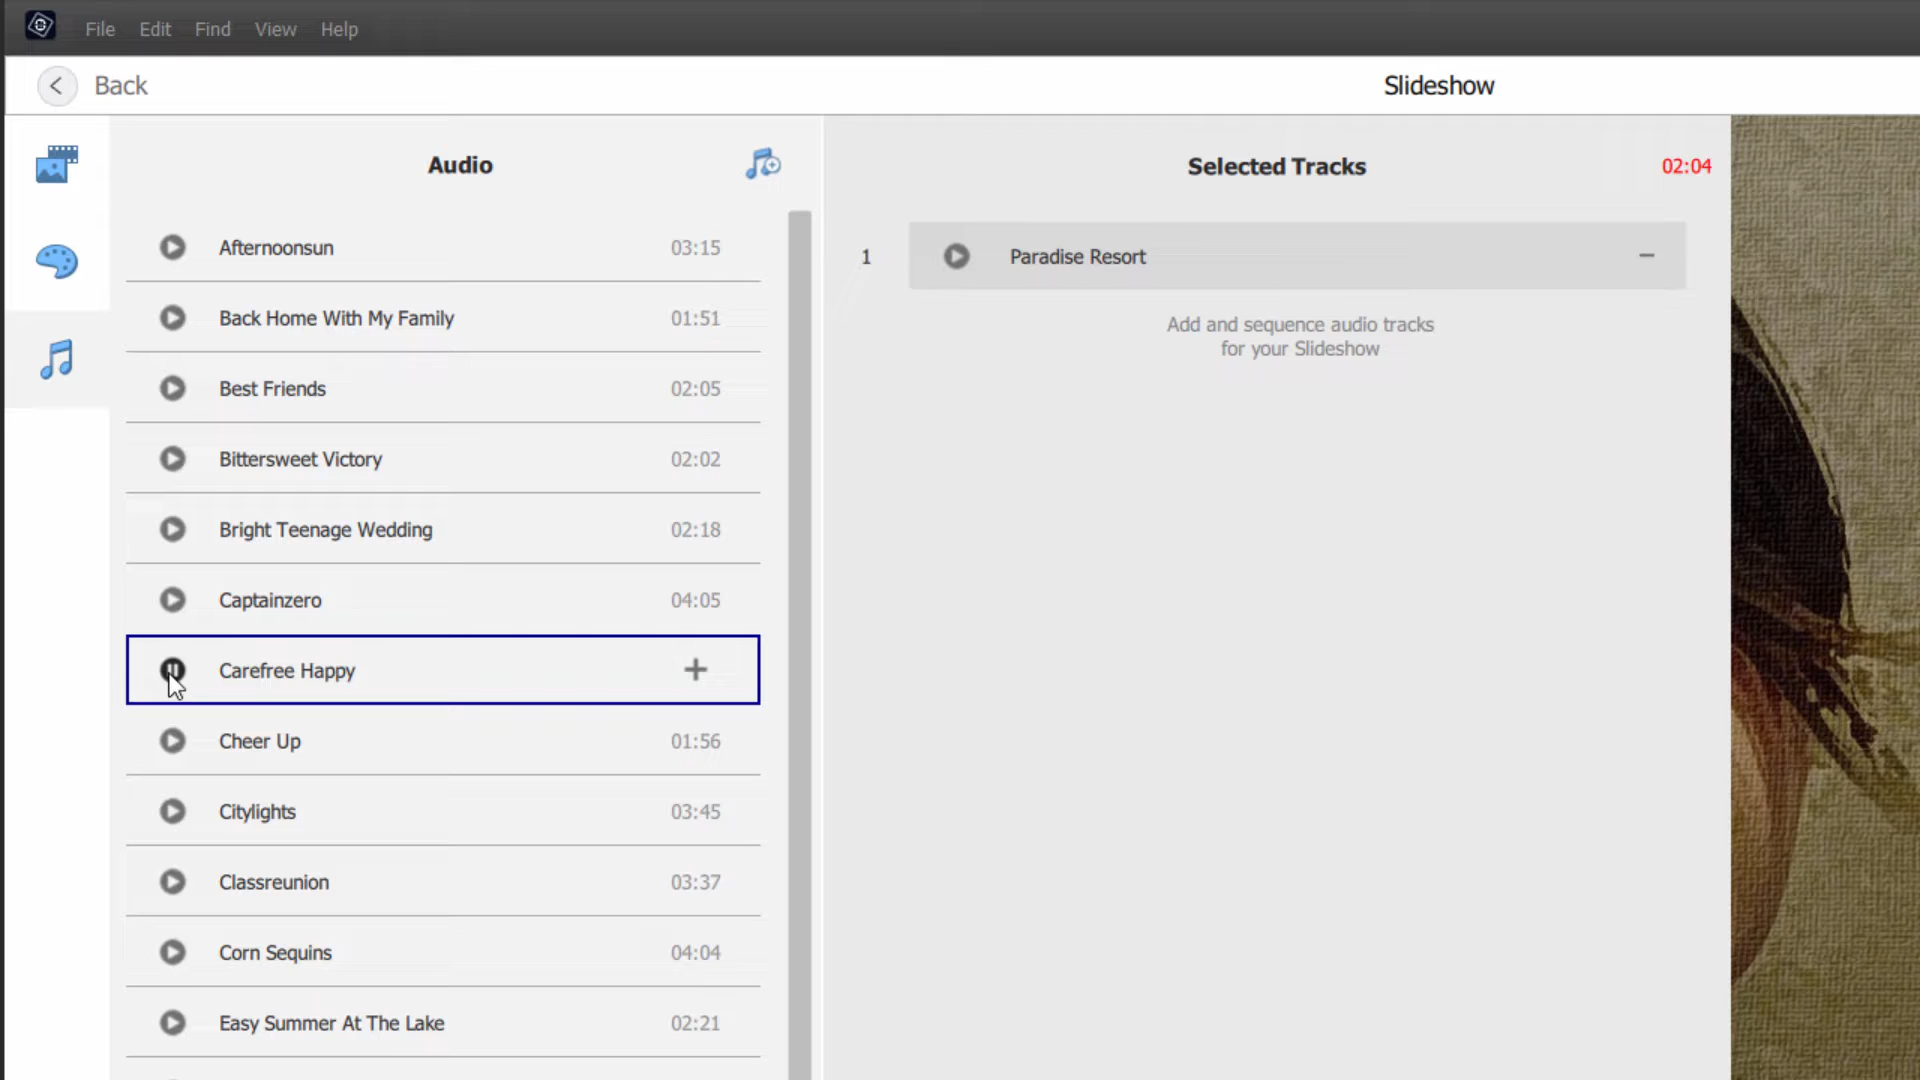 File Edit Find View Help
Back
Slideshow
Audio
Afternoonsun 03:15
Back Home With My Family 01:51
Best Friends 02:05
Bittersweet Victory 02:02
Bright Teenage Wedding 02:18
Captainzero 04:05
Carefree Happy
Cheer Up 01:56
Citylights 03:45
Classreunion 03:37
Corn Sequins 04:04
Easy Summer At The Lake 02:21
Selected Tracks 02:04
1 Paradise Resort
Add and sequence audio tracks
for your Slideshow